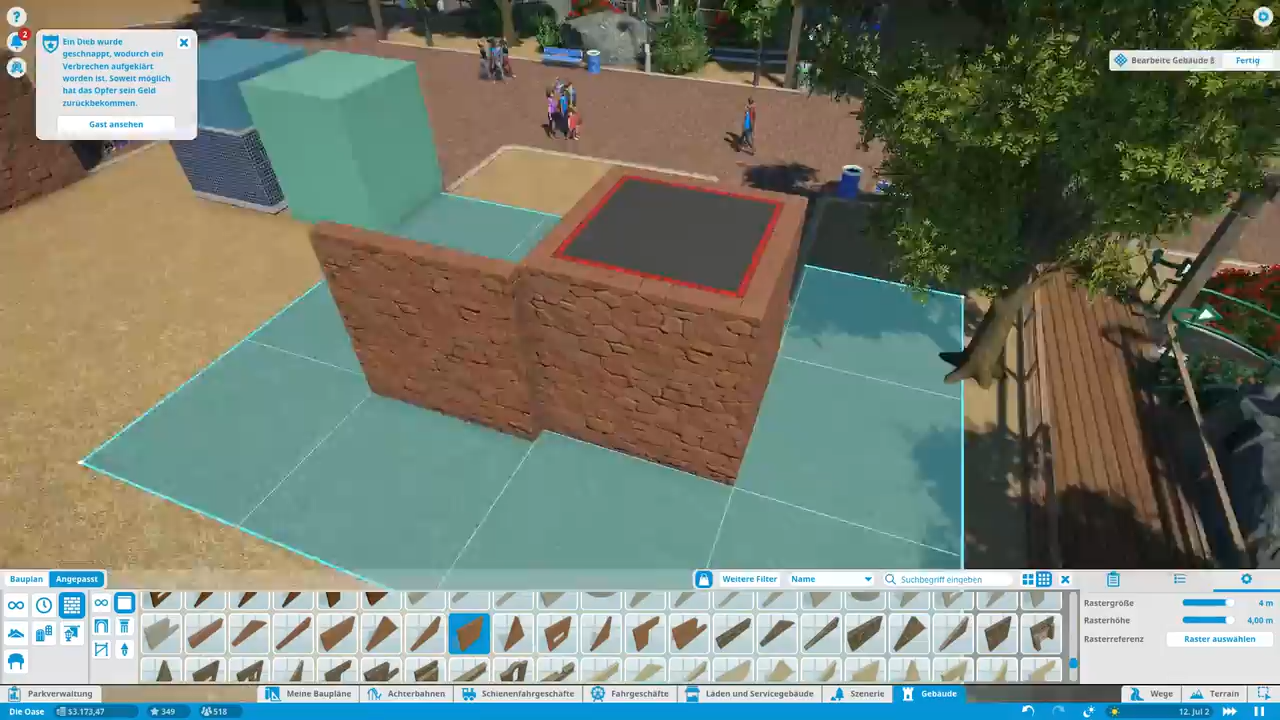 2
Ein Dieb wurde
geschnappt, wodurch ein
Verbrechen aufgeklärt
worden ist. Soweit möglich
hat das Opfer sein Geld
zurückbekommen.
Gast ansehen
Bearbeite Gebäude 8 Fertig
Bauplan Angepasst Weitere Filter Name Suchbegriff eingeben
Rastergröße 4 m
Rasterhöhe 4,00 m
Rasterreferenz Raster auswählen
Parkverwaltung Meine Baupläne Achterbahnen Schienenfahrgeschäfte Fahrgeschäfte Läden und Servicegebäude Szenerie Gebäude Wege Terrain
Die Oase $3.173,47 349 518 12. Jul 2